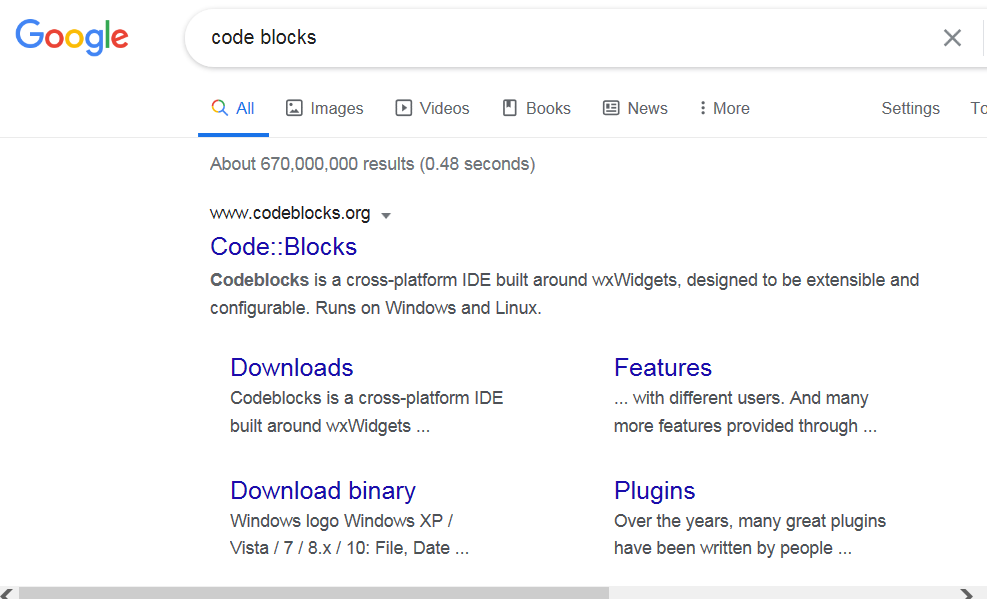 Google
code blocks
All Images Videos Books News More Settings To
About 670,000,000 results (0.48 seconds)
www.codeblocks.org
Code::Blocks
Codeblocks is a cross-platform IDE built around wxWidgets, designed to be extensible and
configurable. Runs on Windows and Linux.
Downloads
Codeblocks is a cross-platform IDE
built around wxWidgets ...
Features
... with different users. And many
more features provided through ...
Download binary
Windows logo Windows XP /
Vista / 7 / 8.x / 10: File, Date ...
Plugins
Over the years, many great plugins
have been written by people ...